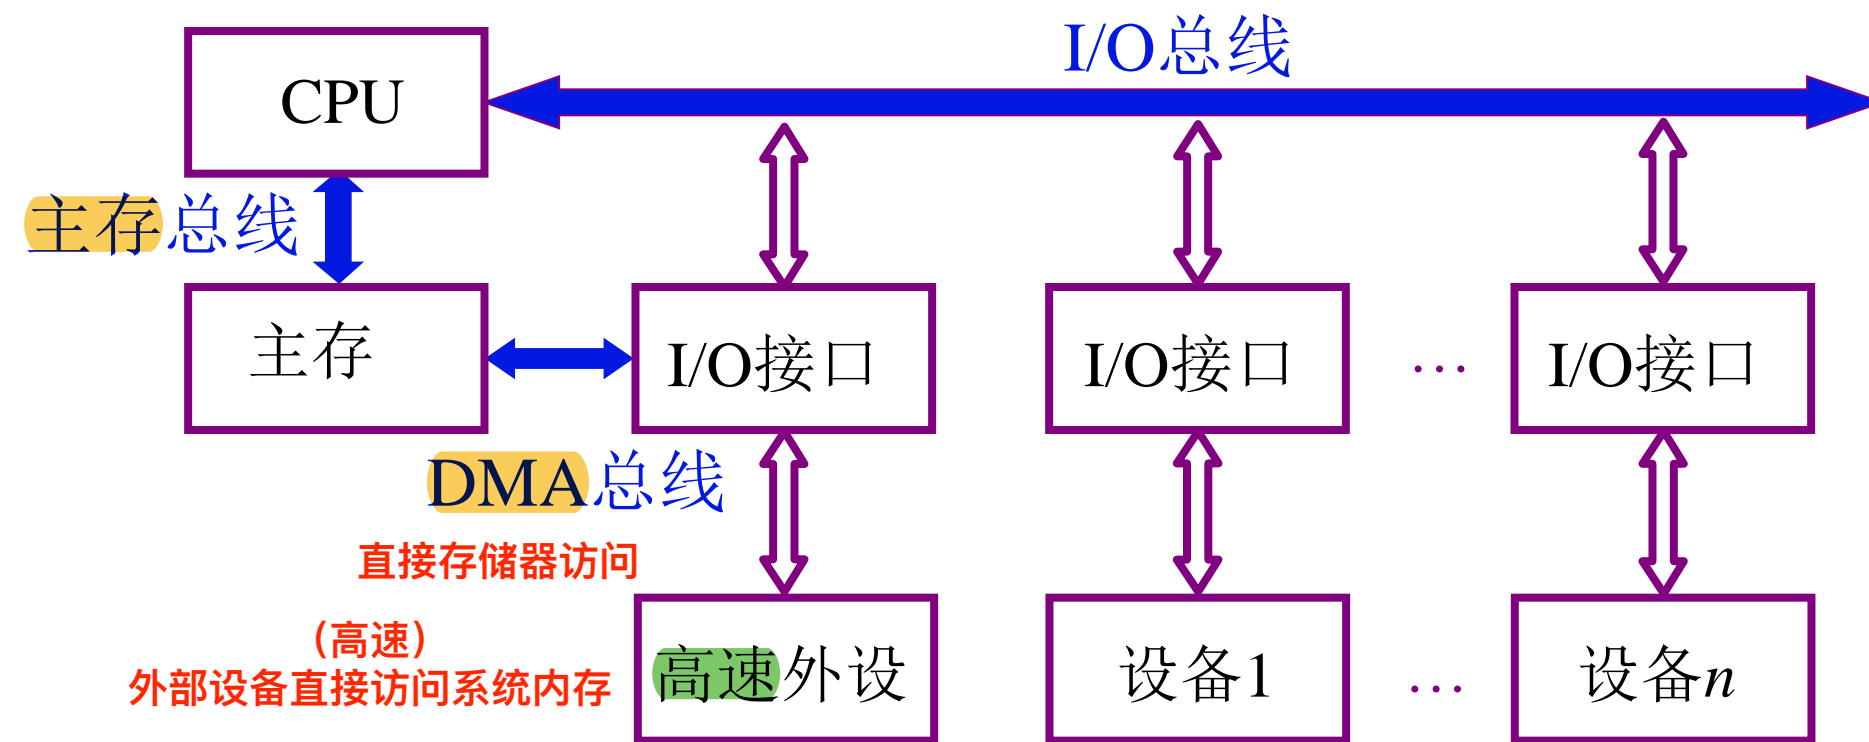 I/O总线
CPU
主存总线
主存
I/O接口
I/O接口
…
I/O接口
DMA总线
直接存储器访问
（高速）
外部设备直接访问系统内存
高速外设
设备1
…
设备n